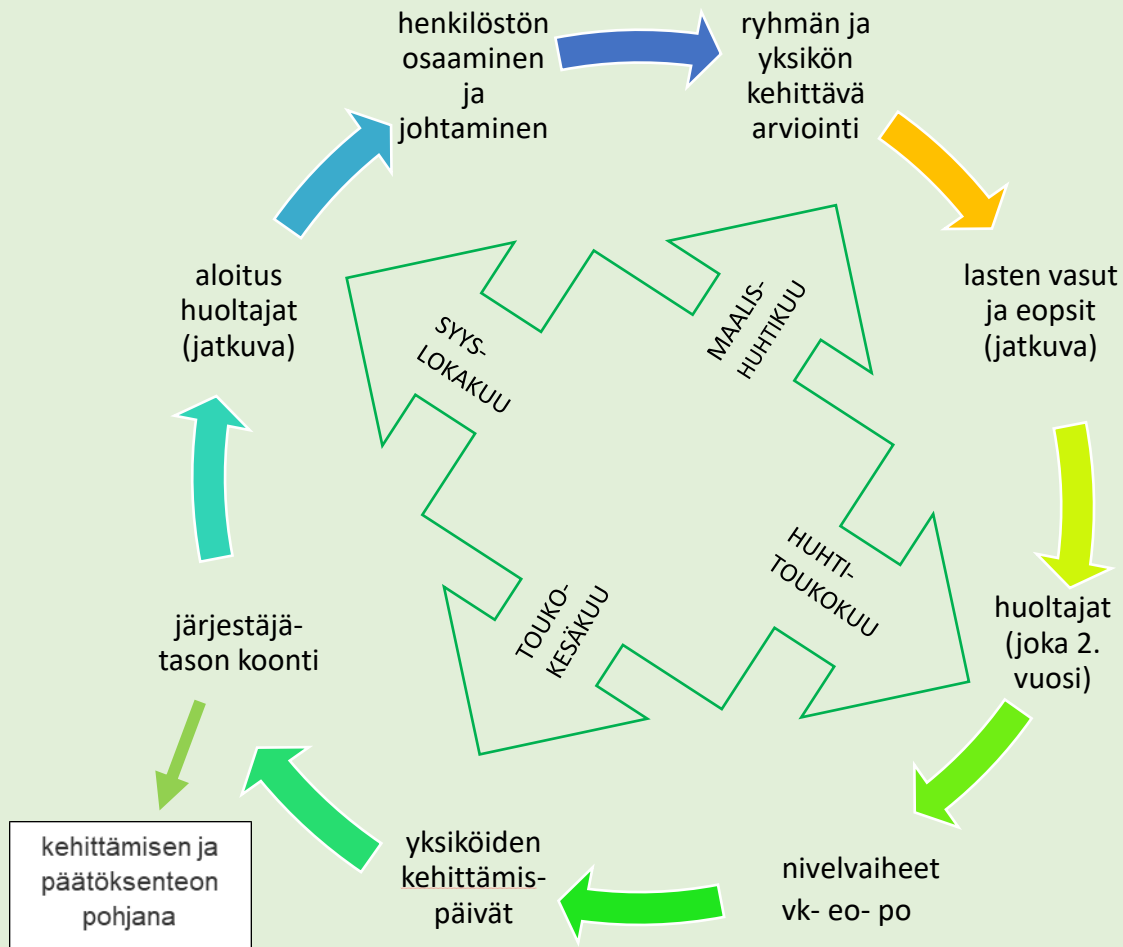 henkilöstön
osaaminen
ja
johtaminen
ryhmän ja
yksikön
kehittävä
arviointi
lasten vasut
ja eopsit
(jatkuva)
huoltajat
(joka 2.
vuosi)
nivelvaiheet
vk- eo- po
yksiköiden
kehittämis-
päivät
järjestäjä-
tason koonti
kehittämisen ja
päätöksenteon
pohjana
aloitus
huoltajat
(jatkuva)
SYYS-
LOKAKUU
MAALIS-
HUHTIKUU
HUHTI-
TOUKOKUU
TOUKO-
KESÄKUU